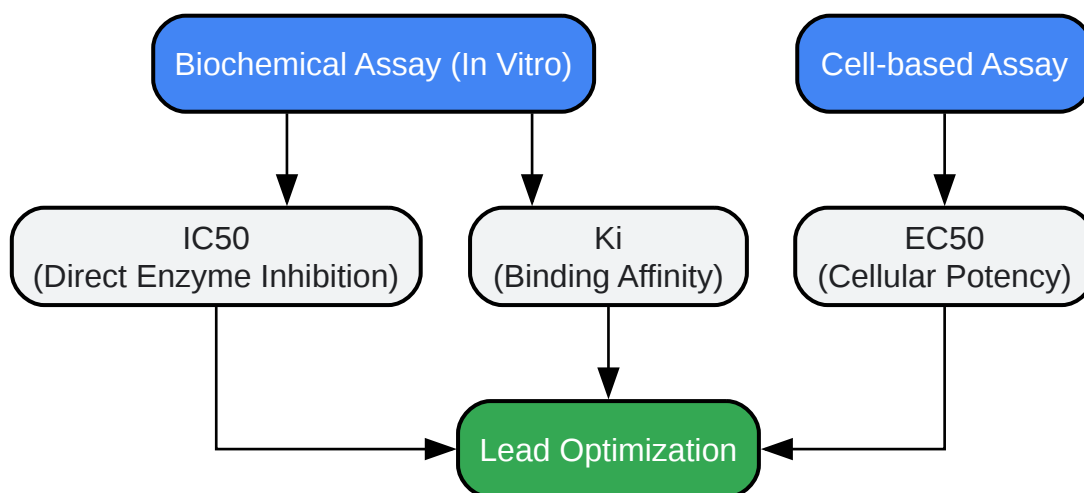 Biochemical Assay (In Vitro)
Cell-based Assay
IC50
(Direct Enzyme Inhibition)
Ki
(Binding Affinity)
EC50
(Cellular Potency)
Lead Optimization